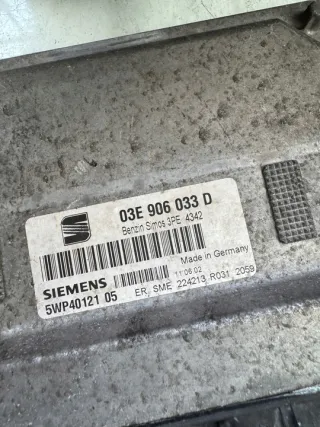 03E 906 033 D
Benzin Simos 3PE 4342
Made in Germany
SIEMENS
11 06 02
5WP40121 05
ER. SME 224213 R031 2059